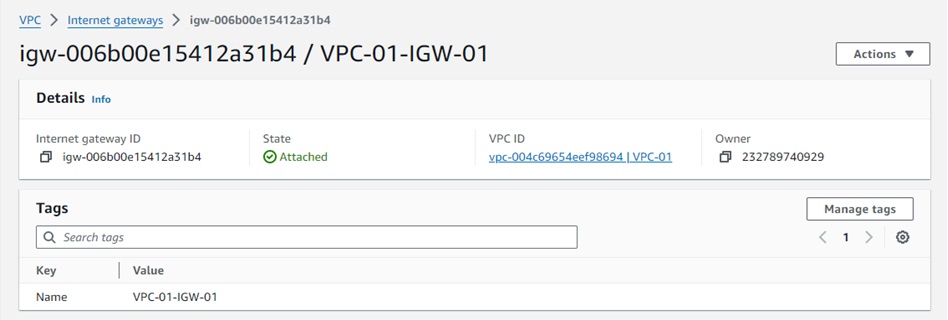 VPC > Internet gateways > igw-006b00e15412a31b4
igw-006b00e15412a31b4 / VPC-01-IGW-01
Actions
Details Info
Internet gateway ID State VPC ID Owner
igw-006b00e15412a31b4 Attached vpc-004c69654eef98694 | VPC-01 232789740929
Tags Manage tags
Search tags 1
Key Value
Name VPC-01-IGW-01